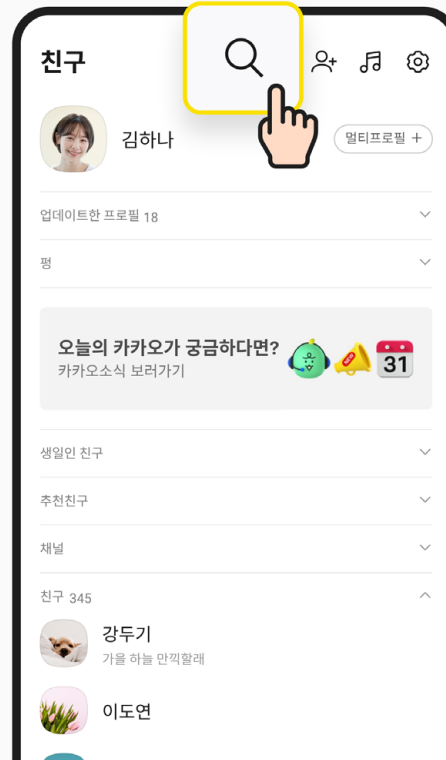 친구
김하나
멀티프로필 +
업데이트한 프로필 18
펑
오늘의 카카오가 궁금하다면?
카카오소식 보러가기
NEW
31
생일인 친구
추천친구
채널
친구 345
강두기
가을 하늘 만끽할래
이도연